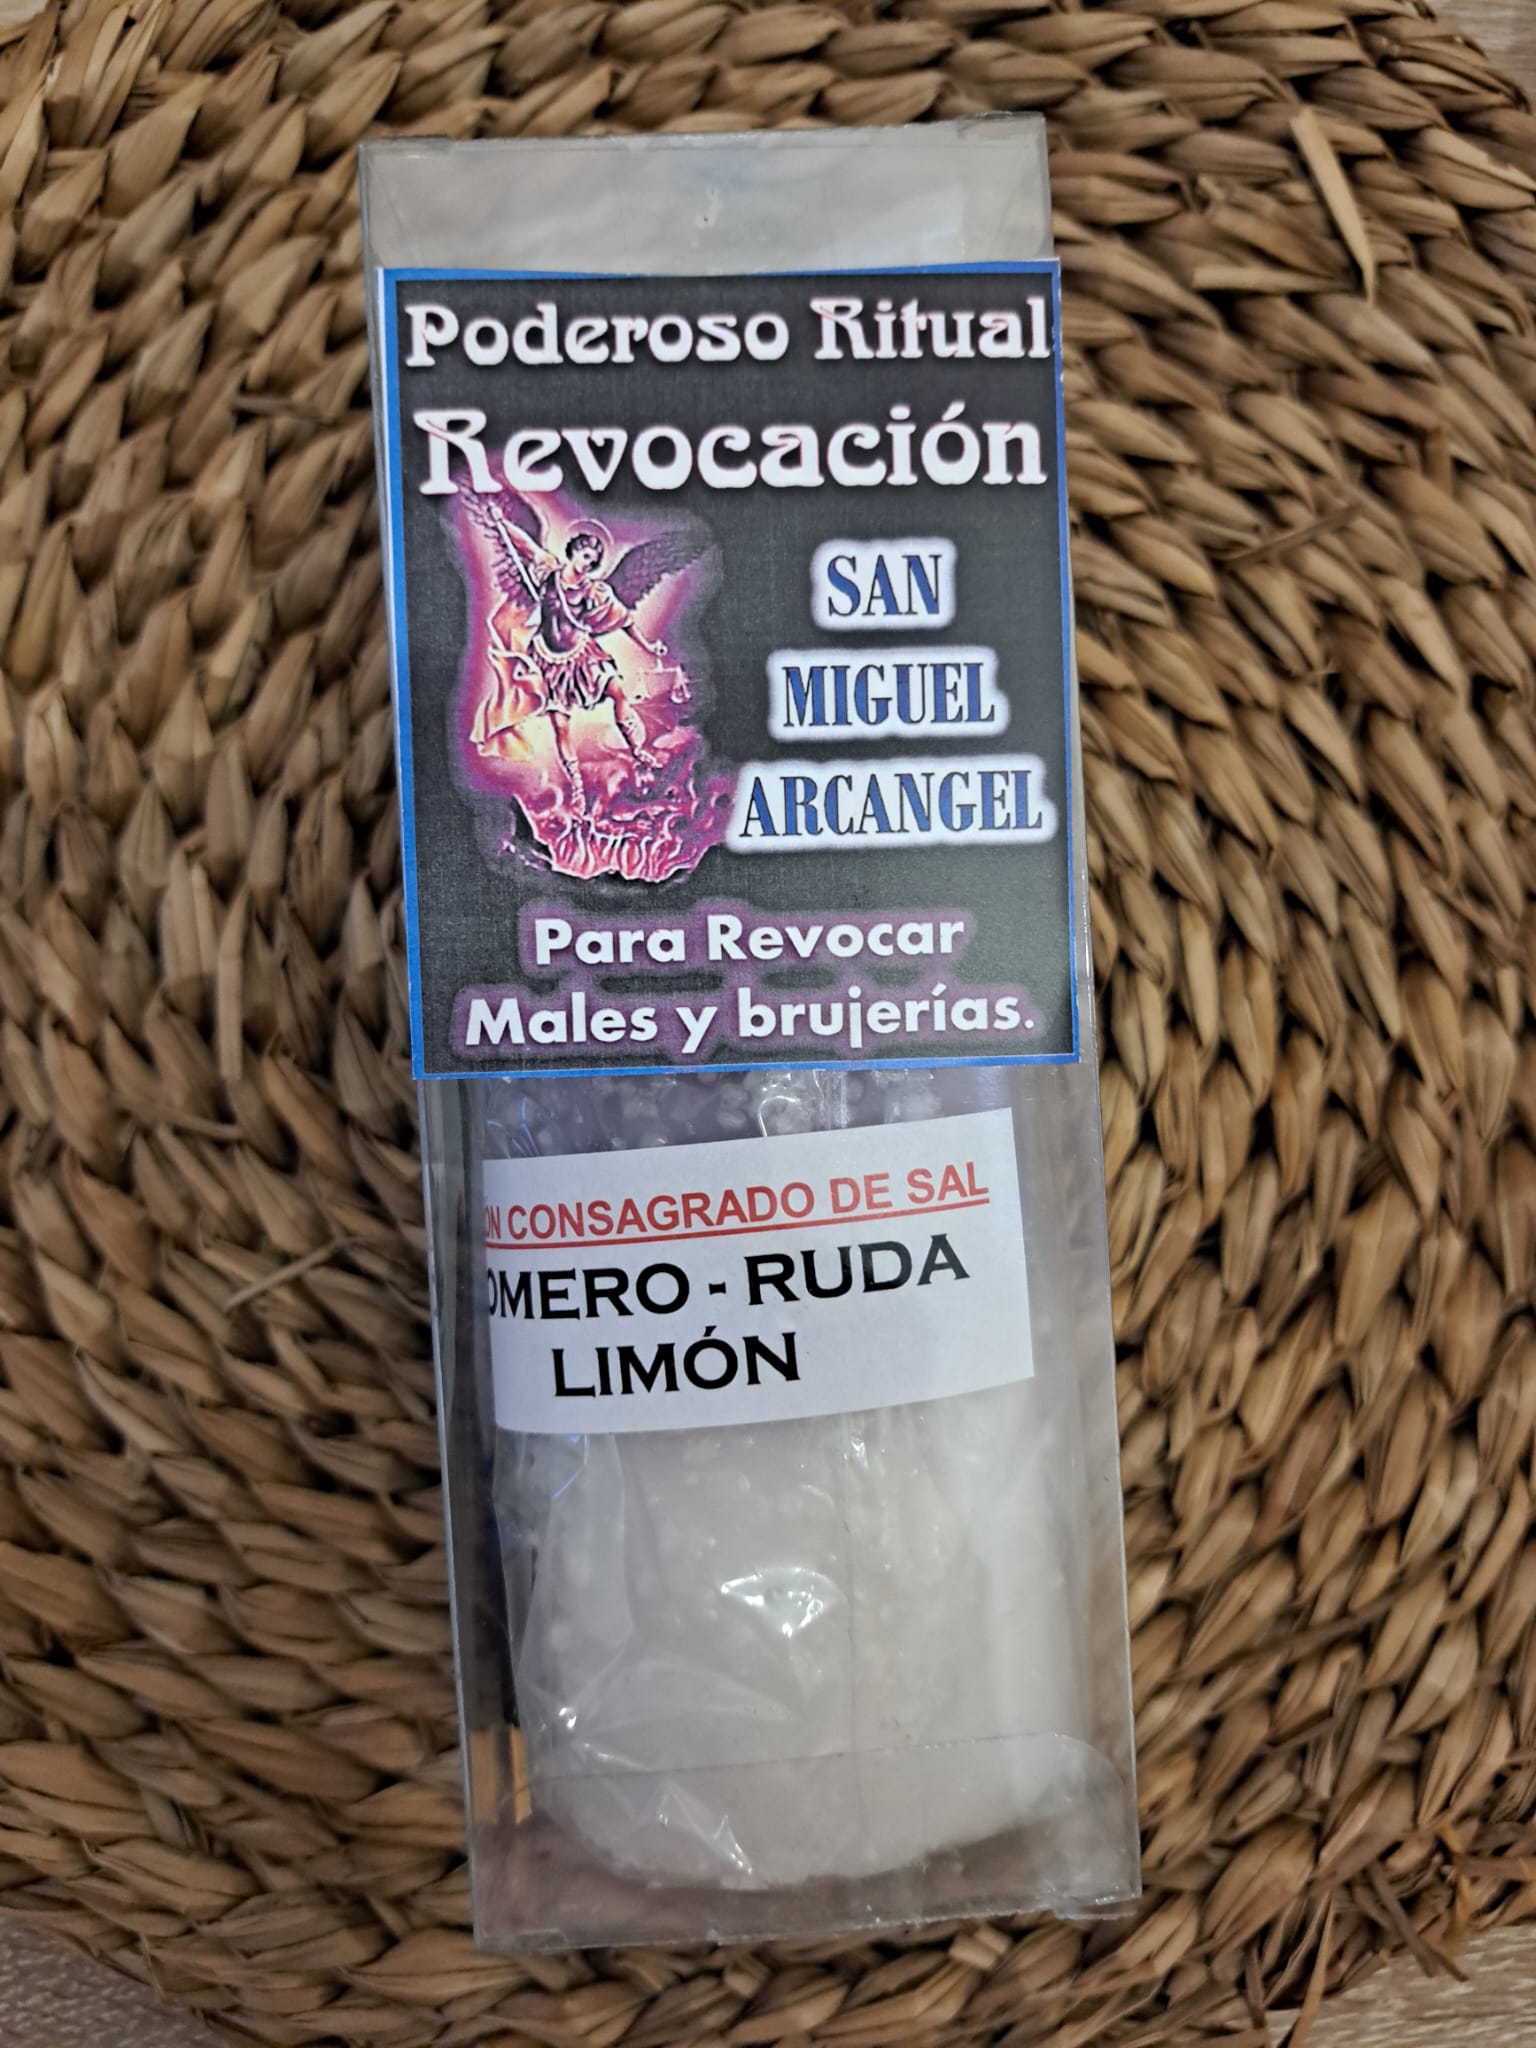 Poderoso Ritual
Revocación
SAN
MIGUEL
ARCANGEL
Para Revocar
Males y brujerías.
CONSAGRADO DE SAL
OMERO - RUDA
LIMÓN